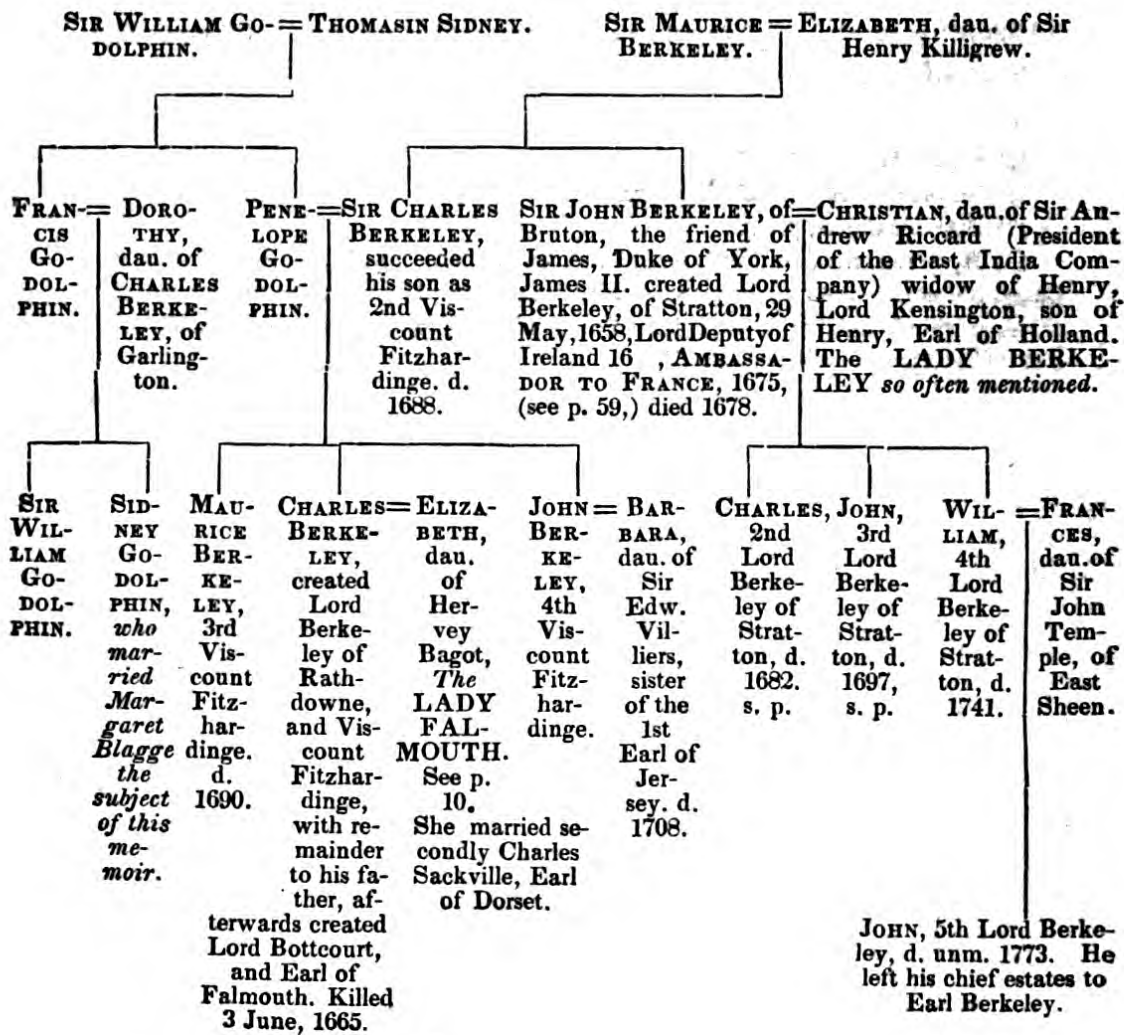 SIR WILLIAM GO-=THOMASIN SIDNEY.
DOLPHIN.
SIR MAURICE = ELIZABETH, dau. of Sir
BERKELEY. Henry Killigrew.
FRAN-=
CIS
GO-
DOL-
PHIN.
DORO-
THY,
dau. of
CHARLES
BERKE-
LEY, of
Garling-
ton.
PENE-=
LOPE
GO-
DOL-
PHIN.
SIR CHARLES
BERKELEY,
succeeded
his son as
2nd Vis-
count
Fitzhar-
dinge. d.
1688.
SIR JOHN BERKELEY, of=
Bruton, the friend of
James, Duke of York,
James II. created Lord
Berkeley, of Stratton, 29
May, 1658, Lord Deputy of
Ireland 16 , AMBASSA-
DOR TO FRANCE, 1675,
(see p. 59,) died 1678.
CHRISTIAN, dau. of Sir An-
drew Riccard (President
of the East India Com-
pany) widow of Henry,
Lord Kensington, son of
Henry, Earl of Holland.
The LADY BERKE-
LEY so often mentioned.
SIR
WIL-
LIAM
GO-
DOL-
PHIN.
SID-
NEY
GO-
DOL-
PHIN,
who
mar-
ried
Mar-
garet
Blagge
the
subject
of this
me-
moir.
MAU-
RICE
BER-
KE-
LEY,
3rd
Vis-
count
Fitz-
har-
dinge.
d.
1690.
CHARLES=
BERKE-
LEY,
created
Lord
Berke-
ley of
Rath-
downe,
and Vis-
count
Fitzhar-
dinge,
with re-
mainder
to his fa-
ther, af-
terwards created
Lord Bottcourt,
and Earl of
Falmouth. Killed
3 June, 1665.
ELIZA-
BETH,
dau.
of
Her-
vey
Bagot,
The
LADY
FAL-
MOUTH.
See p.
10.
She married se-
condly Charles
Sackville, Earl
of Dorset.
JOHN=
BER-
KE-
LEY,
4th
Vis-
count
Fitz-
har-
dinge.
BAR-
BARA,
dau. of
Sir
Edw.
Vil-
liers,
sister
of the
1st
Earl of
Jer-
sey. d.
1708.
CHARLES,
2nd
Lord
Berke-
ley of
Strat-
ton, d.
1682.
s. p.
JOHN,
3rd
Lord
Berke-
ley of
Strat-
ton, d.
1697,
s. p.
WIL- =
LIAM,
4th
Lord
Berke-
ley of
Strat-
ton, d.
1741.
FRAN-
CES,
dau. of
Sir
John
Tem-
ple, of
East
Sheen.
JOHN, 5th Lord Berke-
ley, d. unm. 1773. He
left his chief estates to
Earl Berkeley.